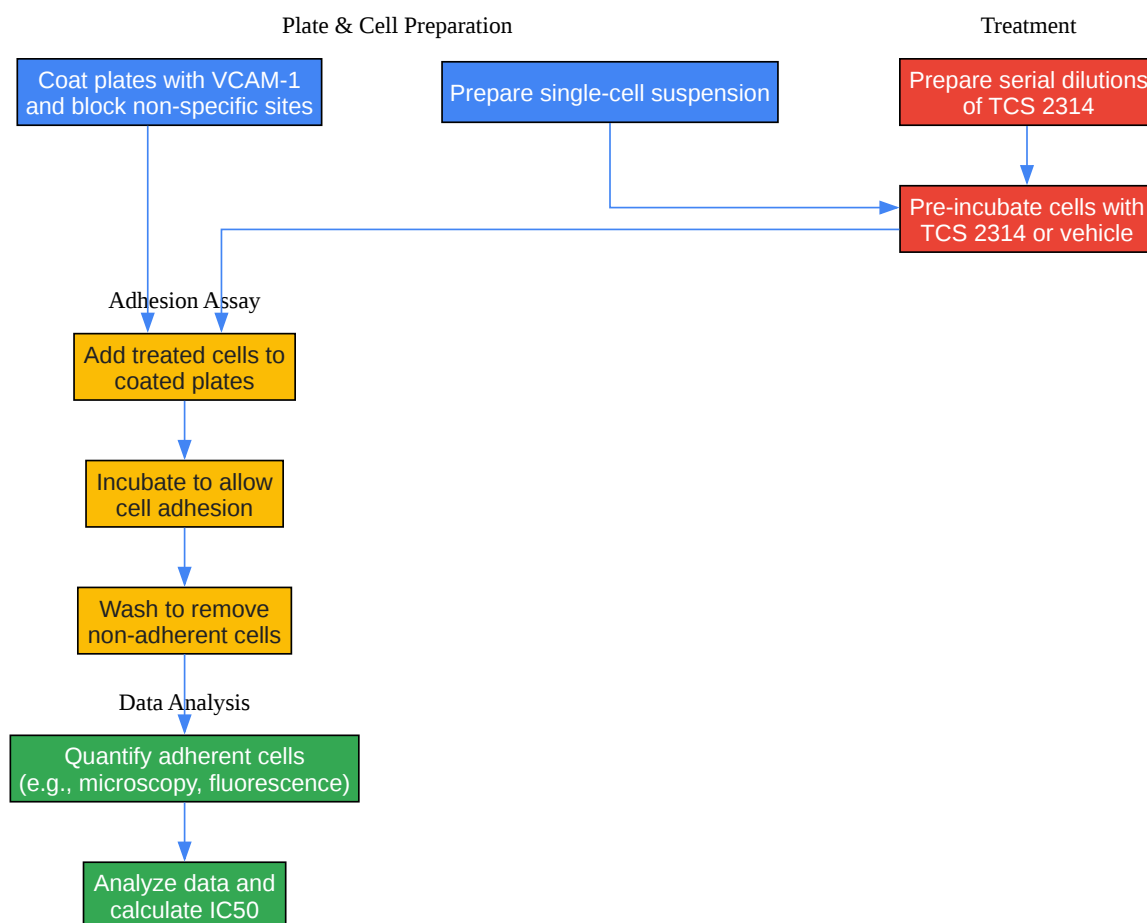 Plate & Cell Preparation
Treatment
Coat plates with VCAM-1
and block non-specific sites
Prepare single-cell suspension
Prepare serial dilutions
of TCS 2314
Pre-incubate cells with
TCS 2314 or vehicle
Adhesion Assay
Add treated cells to
coated plates
Incubate to allow
cell adhesion
Wash to remove
non-adherent cells
Data Analysis
Quantify adherent cells
(e.g., microscopy, fluorescence)
Analyze data and
calculate IC50